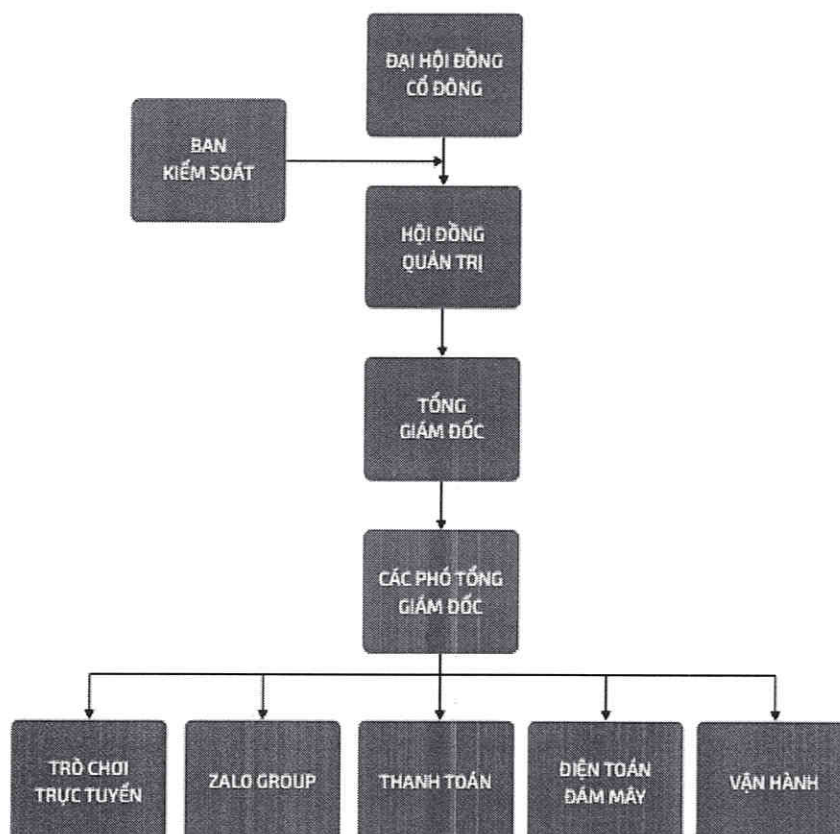 ĐẠI HỘI ĐỒNG
CỔ ĐÔNG
BAN
KIỂM SOÁT
HỘI ĐỒNG
QUẢN TRỊ
TỔNG
GIÁM ĐỐC
CÁC PHÓ TỔNG
GIÁM ĐỐC
TRÒ CHƠI
TRỰC TUYẾN
ZALO GROUP
THANH TOÁN
ĐIỆN TOÁN
ĐÁM MÂY
VẬN HÀNH